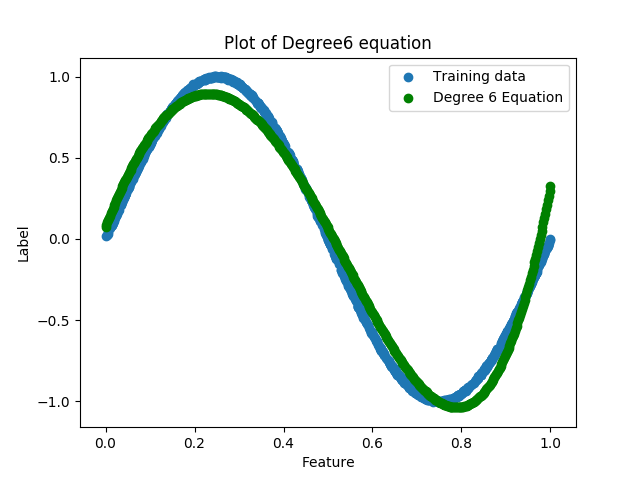 Plot of Degree6 equation
Training data
Degree 6 Equation
Label
1.0
0.5
0.0
−0.5
−1.0
0.0 0.2 0.4 0.6 0.8 1.0
Feature